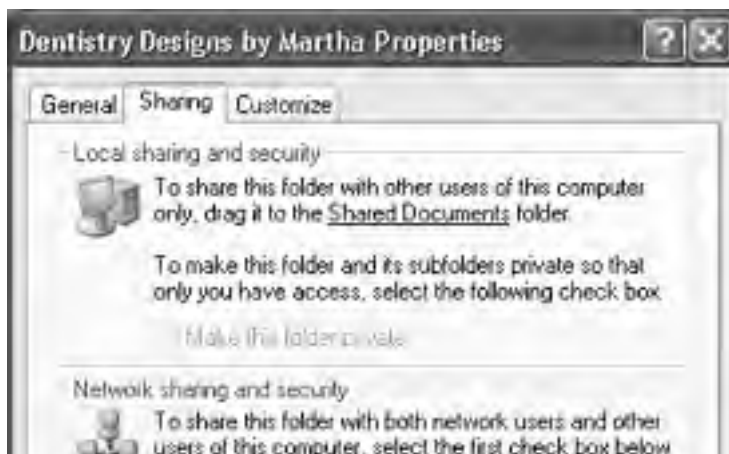 Dentistry Designs by Martha Properties
General Sharing Customize
Local sharing and security
To share this folder with other users of this computer
only, drag it to the Shared Documents folder.
To make this folder and its subfolders private so that
only you have access, select the following check box.
Make this folder private
Network sharing and security
To share this folder with both network users and other
users of this computer, select the first check box below